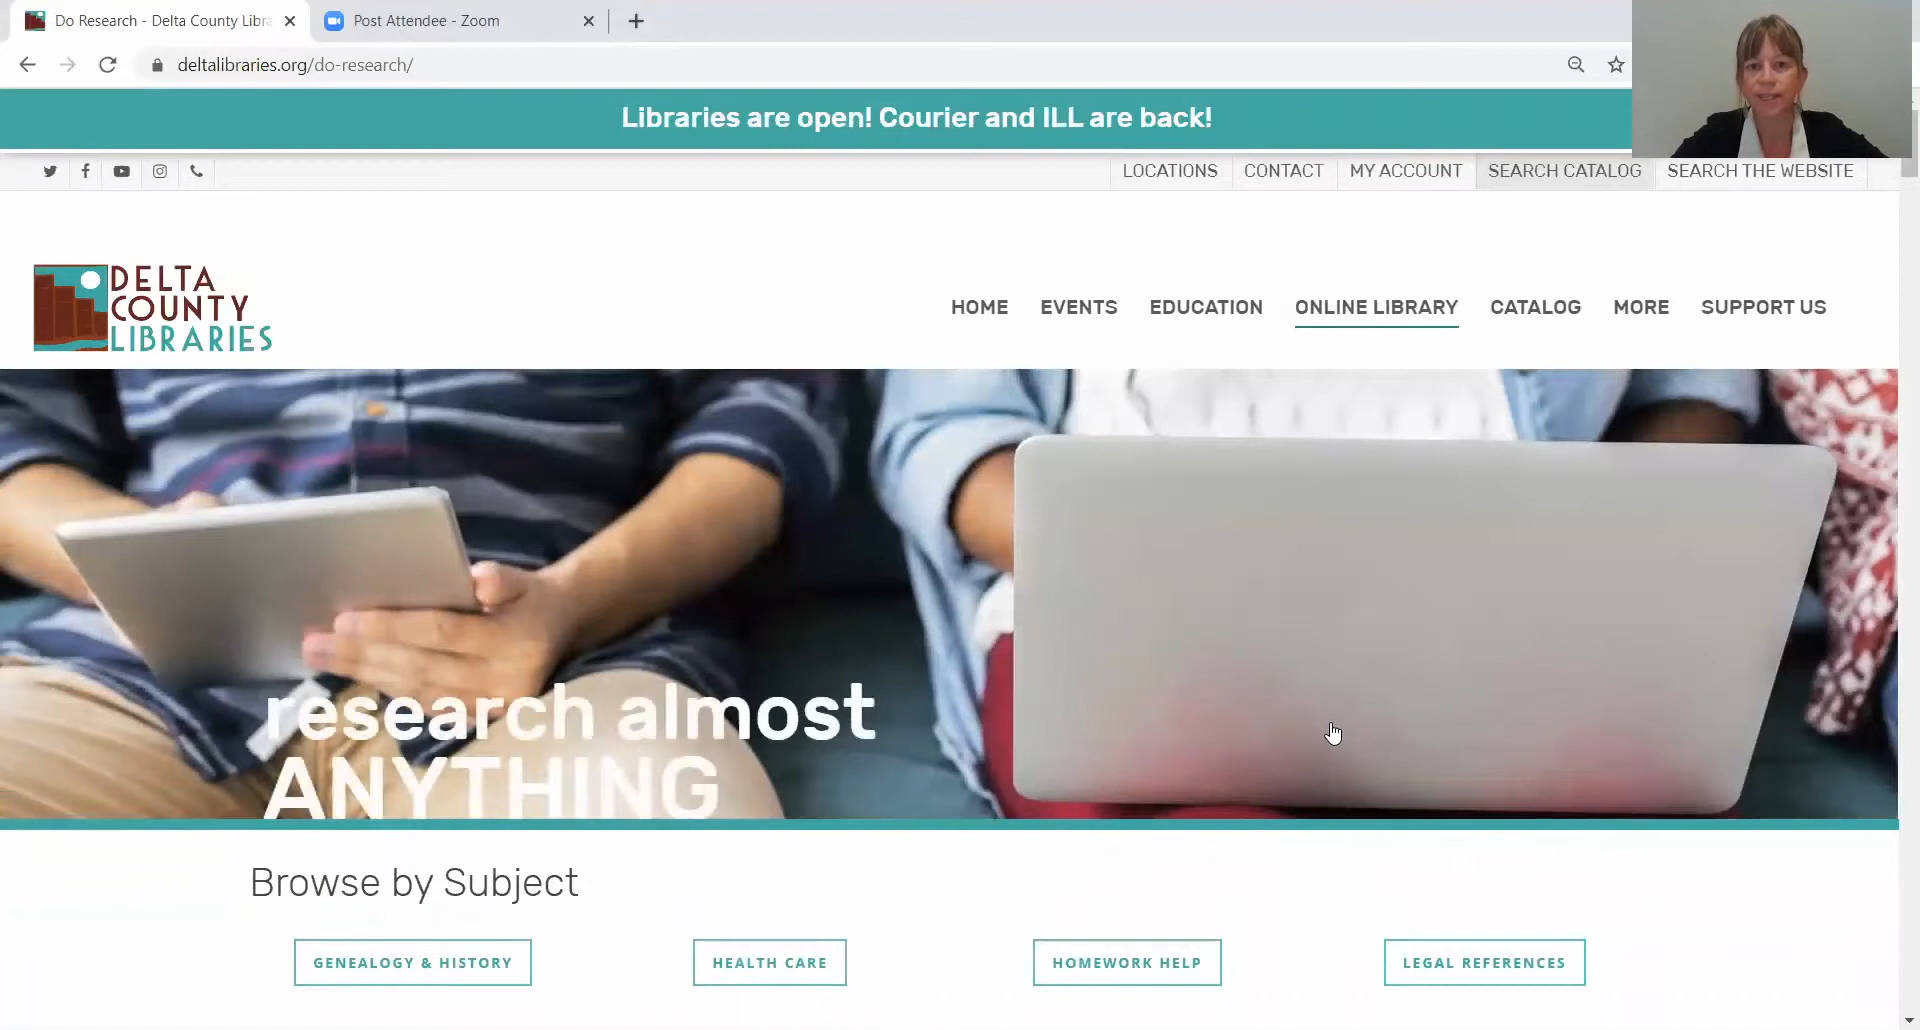 Do Research - Delta County Libra
Post Attendee - Zoom
deltalibraries.org/do-research/
Libraries are open! Courier and ILL are back!
LOCATIONS
CONTACT
MY ACCOUNT
SEARCH CATALOG
SEARCH THE WEBSITE
DELTA
COUNTY
LIBRARIES
HOME
EVENTS
EDUCATION
ONLINE LIBRARY
CATALOG
MORE
SUPPORT US
research almost
ANYTHING
Browse by Subject
GENEALOGY & HISTORY
HEALTH CARE
HOMEWORK HELP
LEGAL REFERENCES